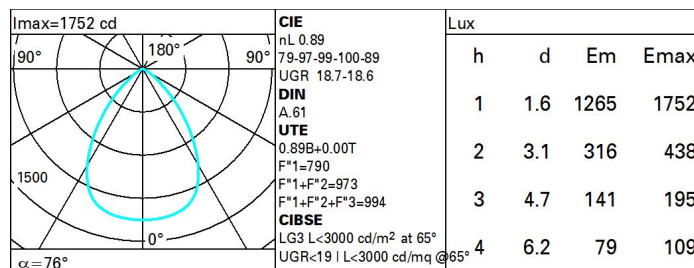 Imax=1752 cd
90°
180°
90°
1500
0°
α=76°
CIE
nL 0.89
79-97-99-100-89
UGR 18.7-18.6
DIN
A.61
UTE
0.89B+0.00T
F"1=790
F"1+F"2=973
F"1+F"2+F"3=994
CIBSE
LG3 L<3000 cd/m² at 65°
UGR<19 | L<3000 cd/mq @65°
Lux
h d Em Emax
1 1.6 1265 1752
2 3.1 316 438
3 4.7 141 195
4 6.2 79 109